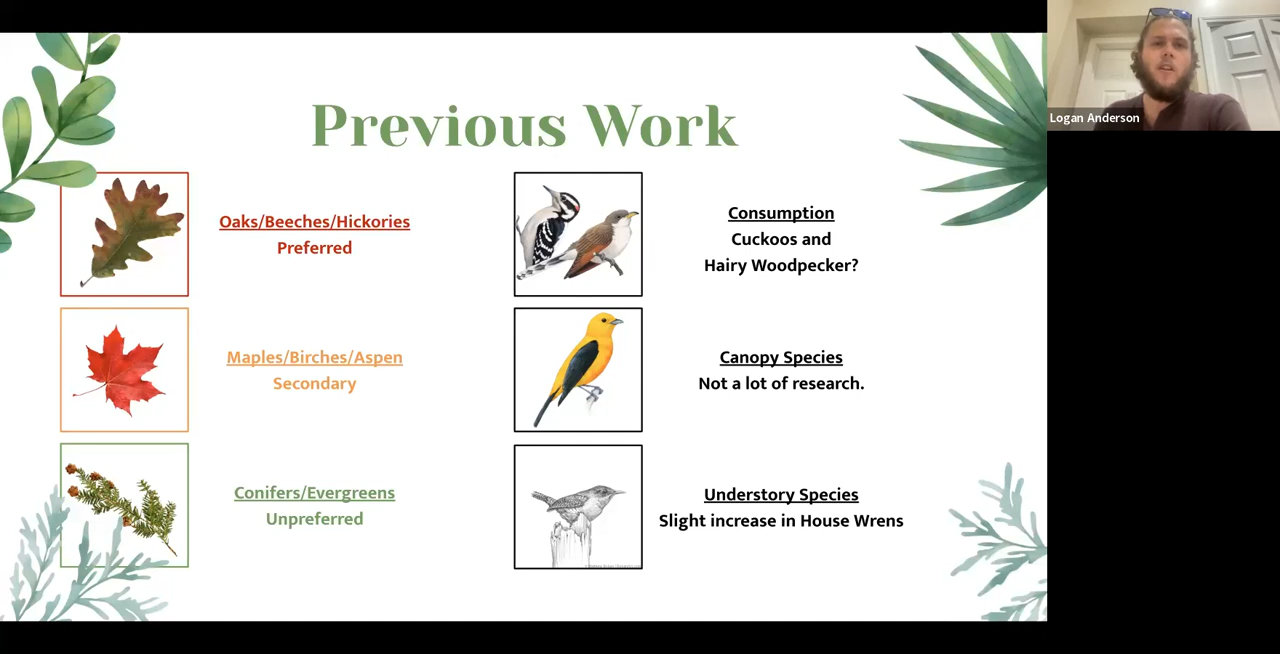 Previous Work
Oaks/Beeches/Hickories
Preferred
Maples/Birches/Aspen
Secondary
Conifers/Evergreens
Unpreferred
Consumption
Cuckoos and
Hairy Woodpecker?
Canopy Species
Not a lot of research.
Understory Species
Slight increase in House Wrens
Logan Anderson